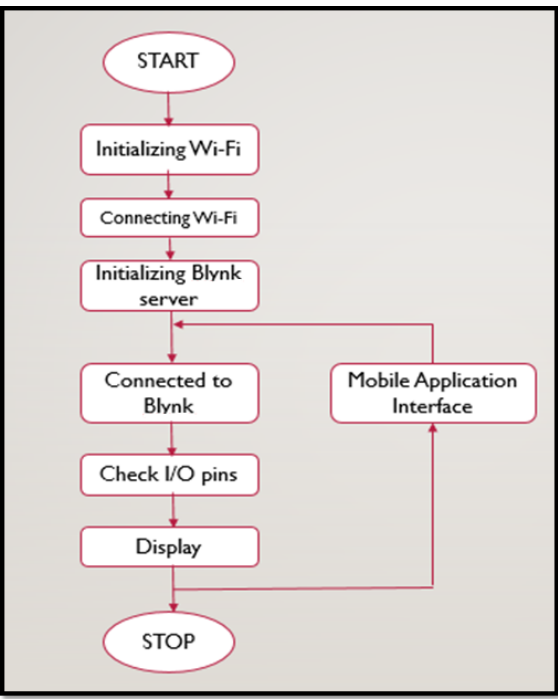 START
Initializing Wi-Fi
Connecting Wi-Fi
Initializing Blynk
server
Connected to
Blynk
Mobile Application
Interface
Check I/O pins
Display
STOP